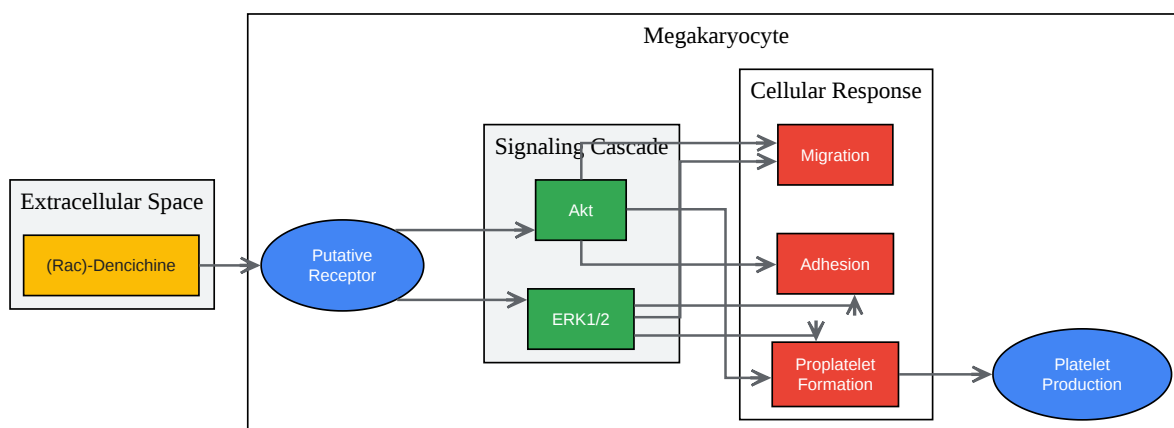 Megakaryocyte
Cellular Response
Signaling Cascade
Migration
Extracellular Space
Akt
(Rac)-Dencichine
Putative
Receptor
Adhesion
ERK1/2
Proplatelet
Formation
Platelet
Production